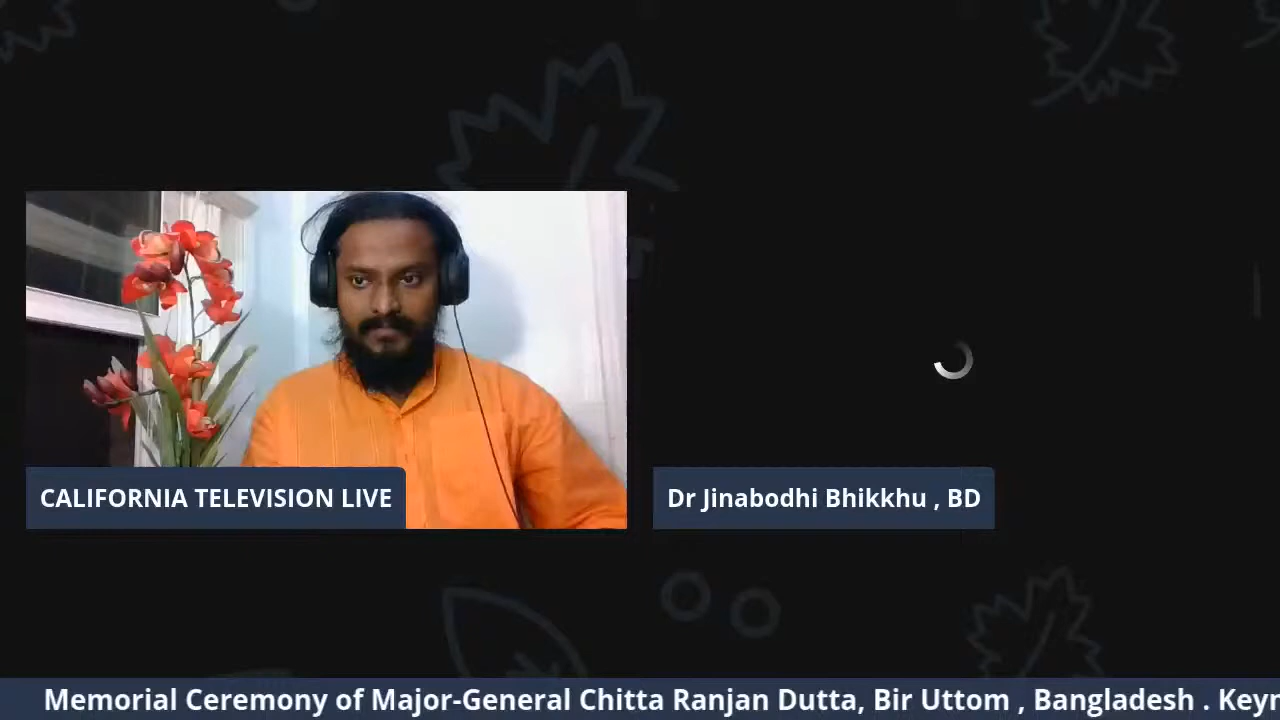 CALIFORNIA TELEVISION LIVE
Dr Jinabodhi Bhikkhu , BD
Memorial Ceremony of Major-General Chitta Ranjan Dutta, Bir Uttom , Bangladesh .